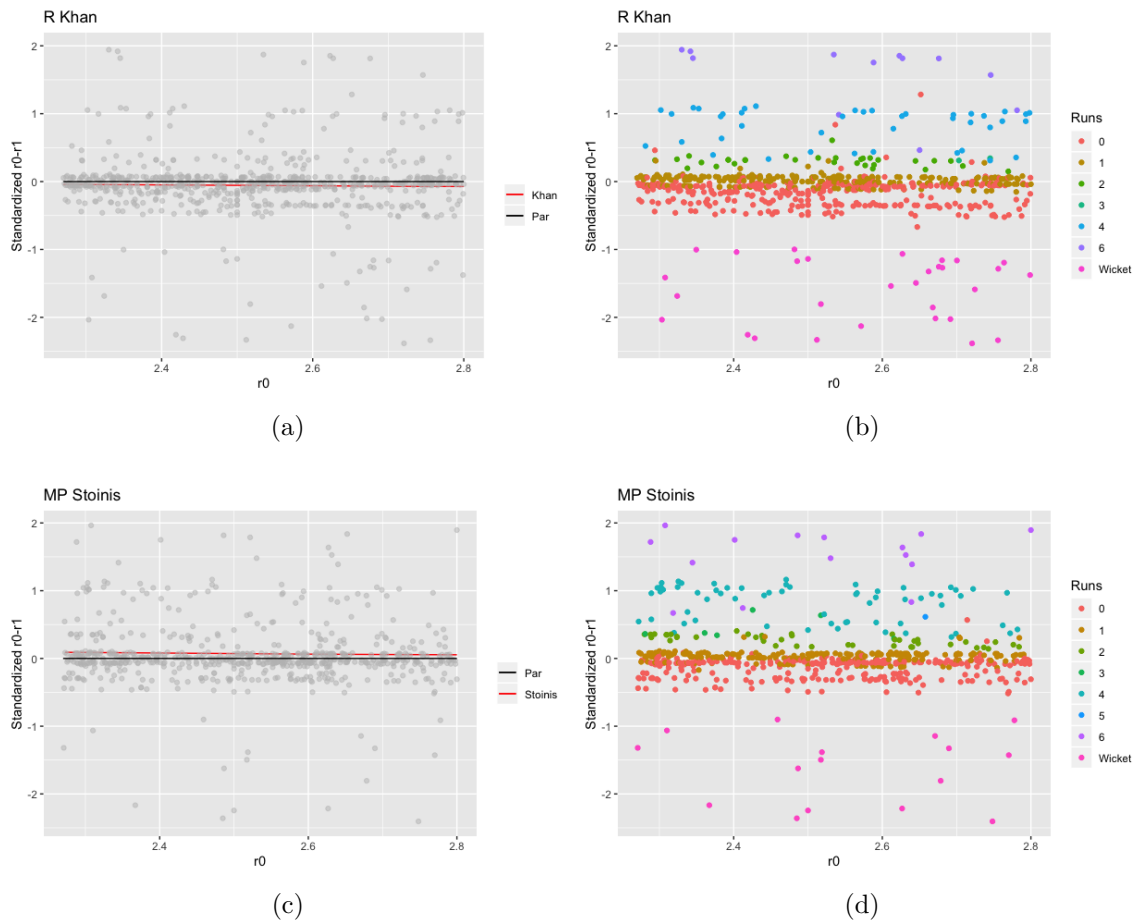 R Khan
2
1
0
-1
-2
Standardized r0-r1
2.4
2.6
2.8
r0
Khan
Par
(a)
R Khan
2
1
0
-1
-2
Standardized r0-r1
2.4
2.6
2.8
r0
Runs
0
1
2
3
4
6
Wicket
(b)
MP Stoinis
2
1
0
-1
-2
Standardized r0-r1
2.4
2.6
2.8
r0
Par
Stoinis
(c)
MP Stoinis
2
1
0
-1
-2
Standardized r0-r1
2.4
2.6
2.8
r0
Runs
0
1
2
3
4
5
6
Wicket
(d)